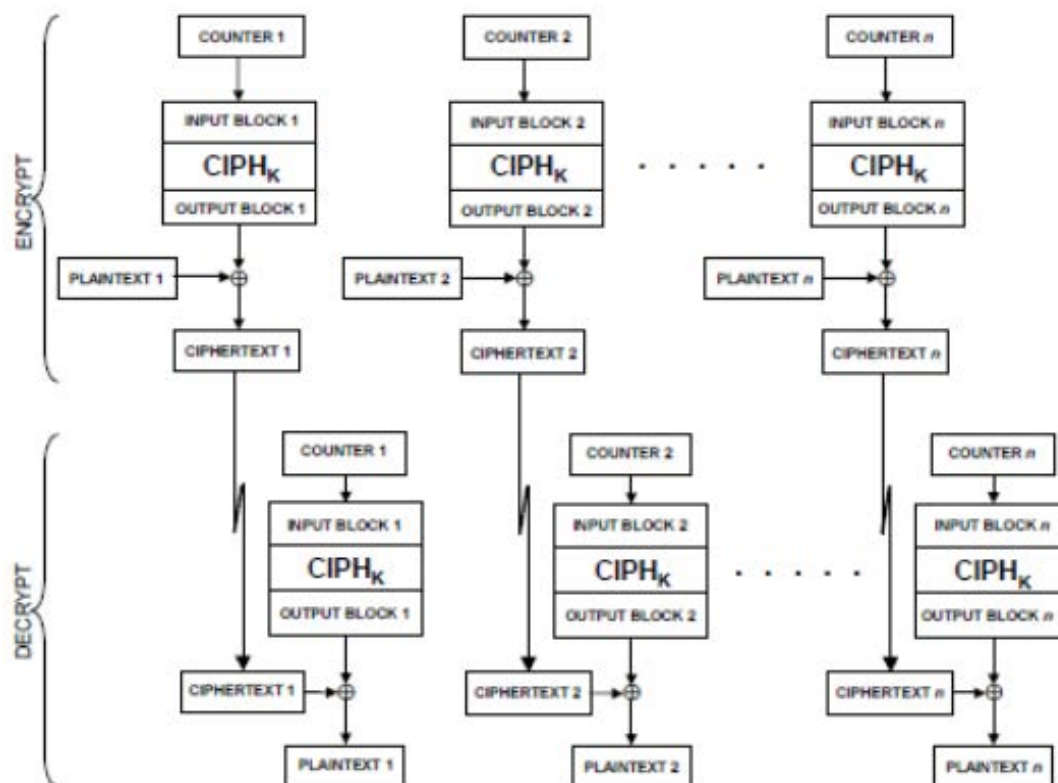 COUNTER 1 COUNTER 2 COUNTER n
INPUT BLOCK 1 INPUT BLOCK 2 INPUT BLOCK n
CIPHK CIPHK CIPHK
OUTPUT BLOCK 1 OUTPUT BLOCK 2 OUTPUT BLOCK n
ENCRYPT
PLAINTEXT 1 PLAINTEXT 2 PLAINTEXT n
CIPHERTEXT 1 CIPHERTEXT 2 CIPHERTEXT n
COUNTER 1 COUNTER 2 COUNTER n
INPUT BLOCK 1 INPUT BLOCK 2 INPUT BLOCK n
CIPHK CIPHK CIPHK
OUTPUT BLOCK 1 OUTPUT BLOCK 2 OUTPUT BLOCK n
DECRYPT
CIPHERTEXT 1 CIPHERTEXT 2 CIPHERTEXT n
PLAINTEXT 1 PLAINTEXT 2 PLAINTEXT n